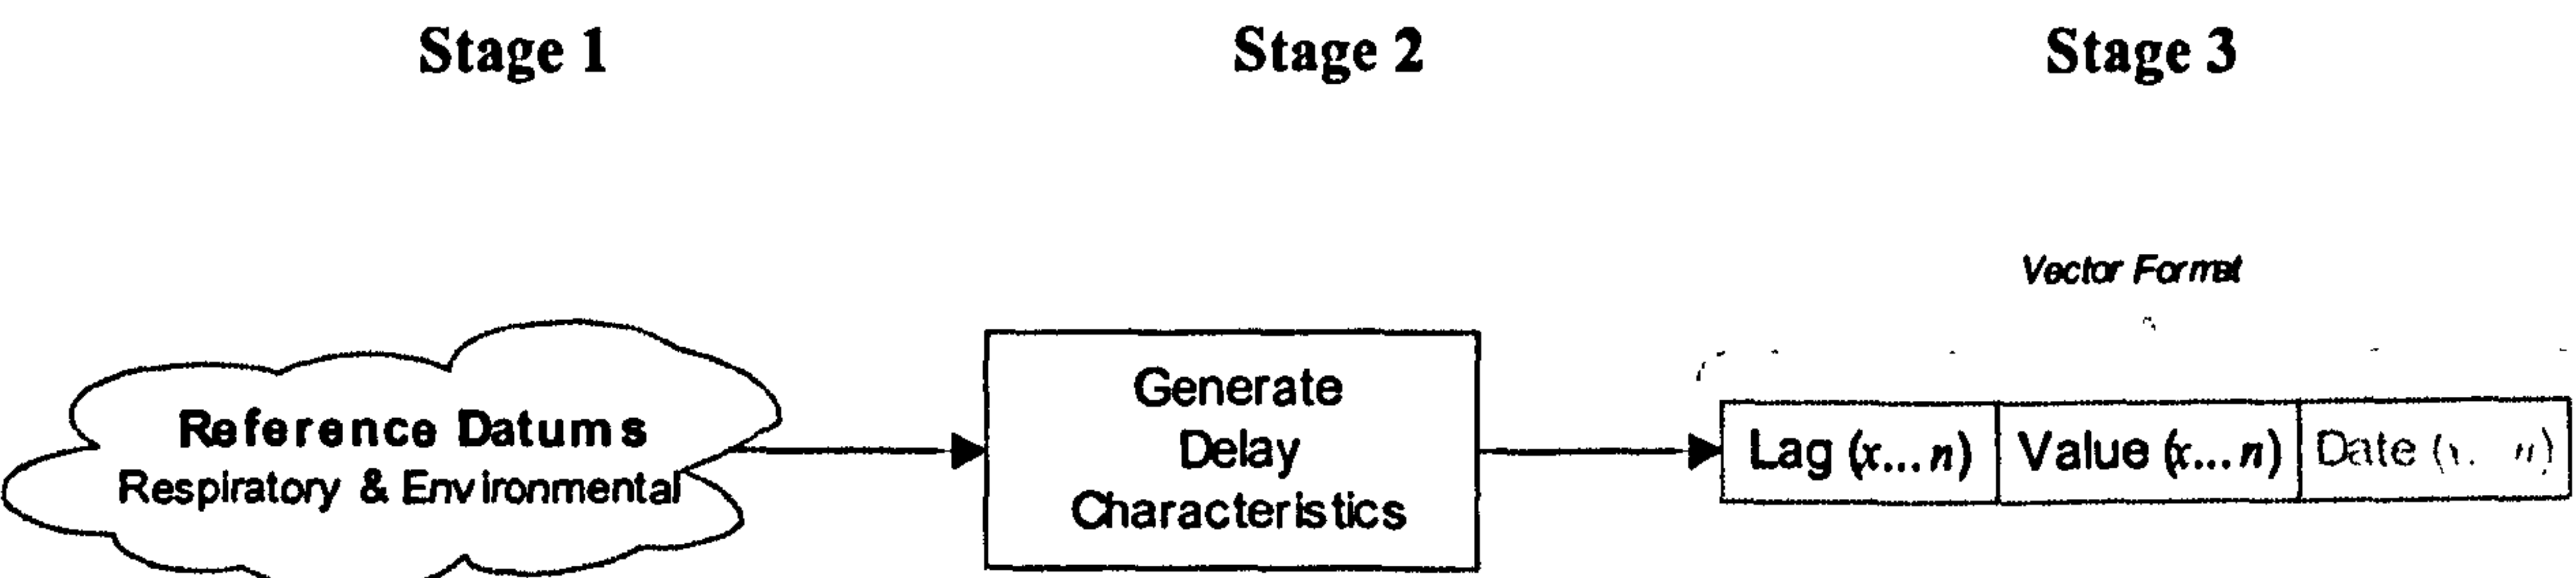 Stage 1
Stage 2
Stage 3
Vector Format
Reference Datums
Respiratory & Environmental
Generate
Delay
Characteristics
Lag (x...n)
Value (x...n)
Date (
n)